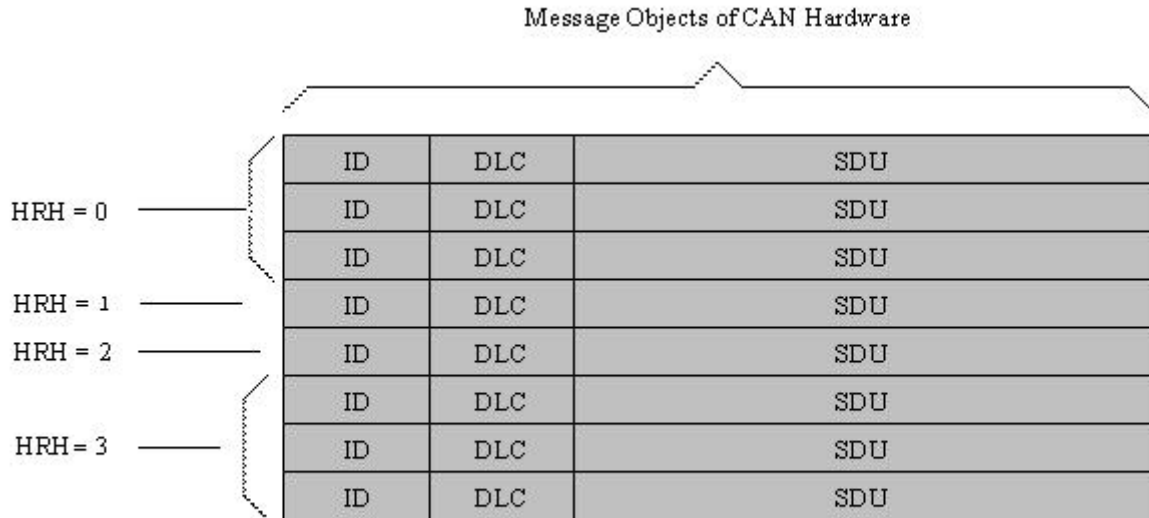 Message Objects of CAN Hardware
ID DLC SDU
HRH = 0 ID DLC SDU
ID DLC SDU
HRH = 1 ID DLC SDU
HRH = 2 ID DLC SDU
ID DLC SDU
HRH = 3 ID DLC SDU
ID DLC SDU